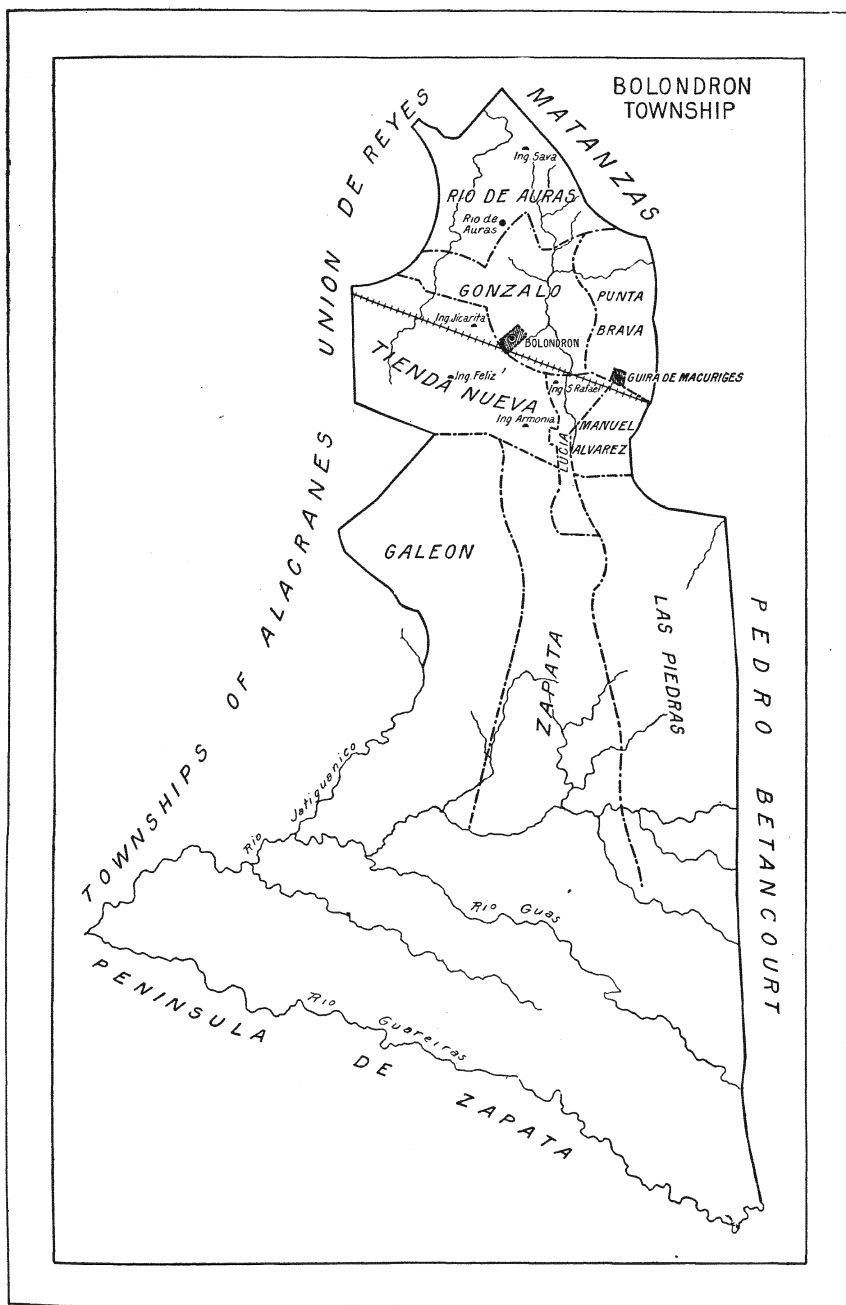 BOLONDRON
TOWNSHIP
MATANZAS
UNION DE REYES
Ing. Sava
RIO DE AURAS
Rio de
Auras
GONZALO
PUNTA
BRAVA
Ing. Jicarita
BOLONDRON
TIENDA NUEVA
Ing. Feliz
Ing. S. Rafael
GUIRA DE MACURIGES
Ing. Armonia
LUCIA
MANUEL
ALVAREZ
GALEON
ZAPATA
LAS PIEDRAS
TOWNSHIPS OF ALACRANES
PEDRO BETANCOURT
Rio Jatiguanico
Rio Guas
Rio Guareiras
PENINSULA DE ZAPATA